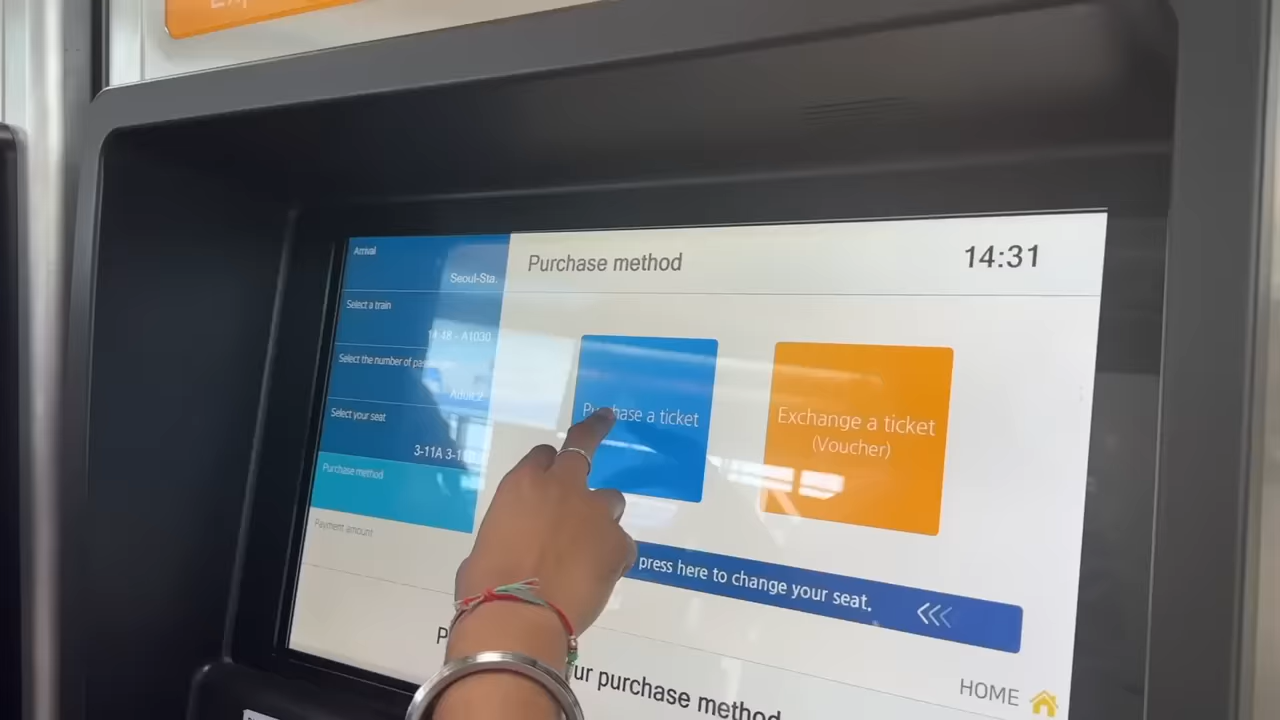 Exp
Arrival
Seoul-Sta.
Select a train
14:48 - A1030
Select the number of pas
Adult 2
Select your seat
3-11A 3-11
Purchase method
Payment amount
Purchase method
14:31
Purchase a ticket
Exchange a ticket
(Voucher)
press here to change your seat.
HOME
ur purchase method